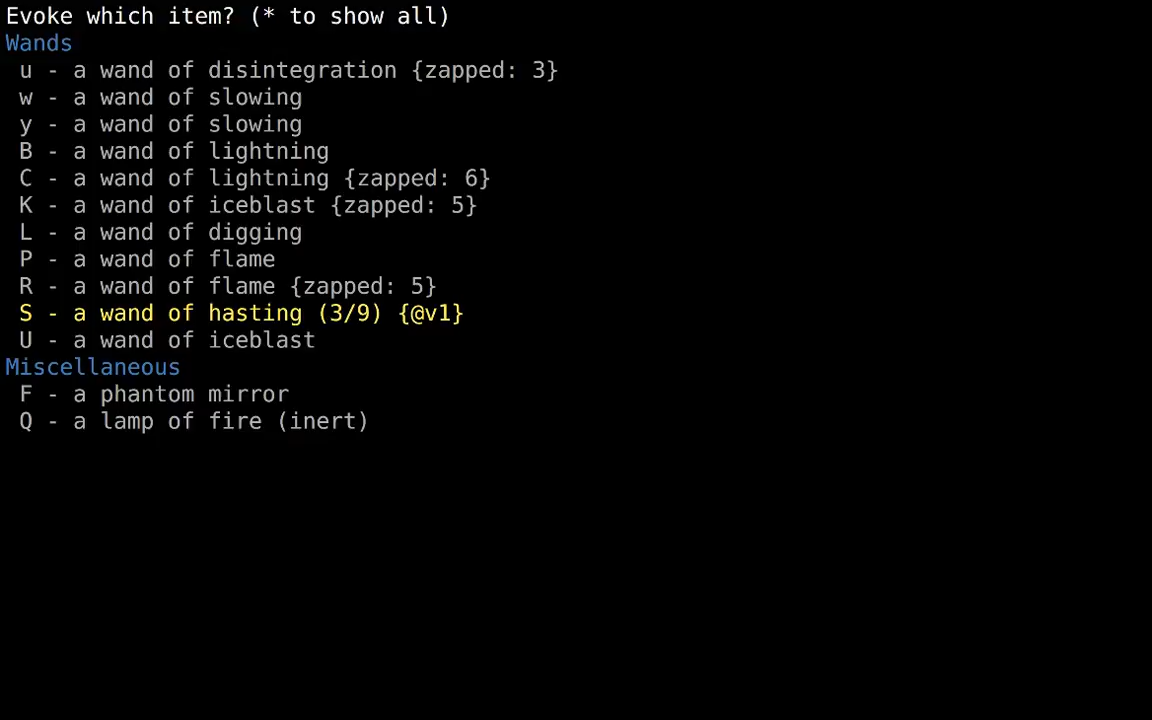 Evoke which item? (* to show all)
Wands
u - a wand of disintegration {zapped: 3}
w - a wand of slowing
y - a wand of slowing
B - a wand of lightning
C - a wand of lightning {zapped: 6}
K - a wand of iceblast {zapped: 5}
L - a wand of digging
P - a wand of flame
R - a wand of flame {zapped: 5}
S - a wand of hasting (3/9) {@v1}
U - a wand of iceblast
Miscellaneous
F - a phantom mirror
Q - a lamp of fire (inert)